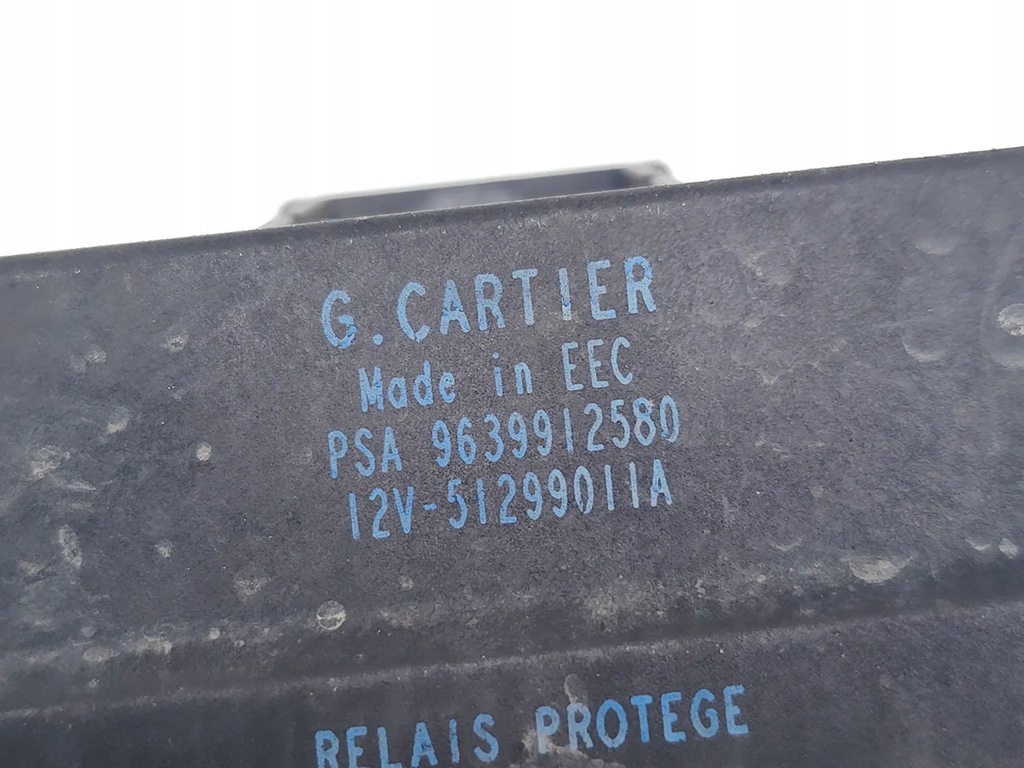 G. CARTIER
Made in EEC
PSA 9639912580
12V-51299011A
RELAIS PROTEGE